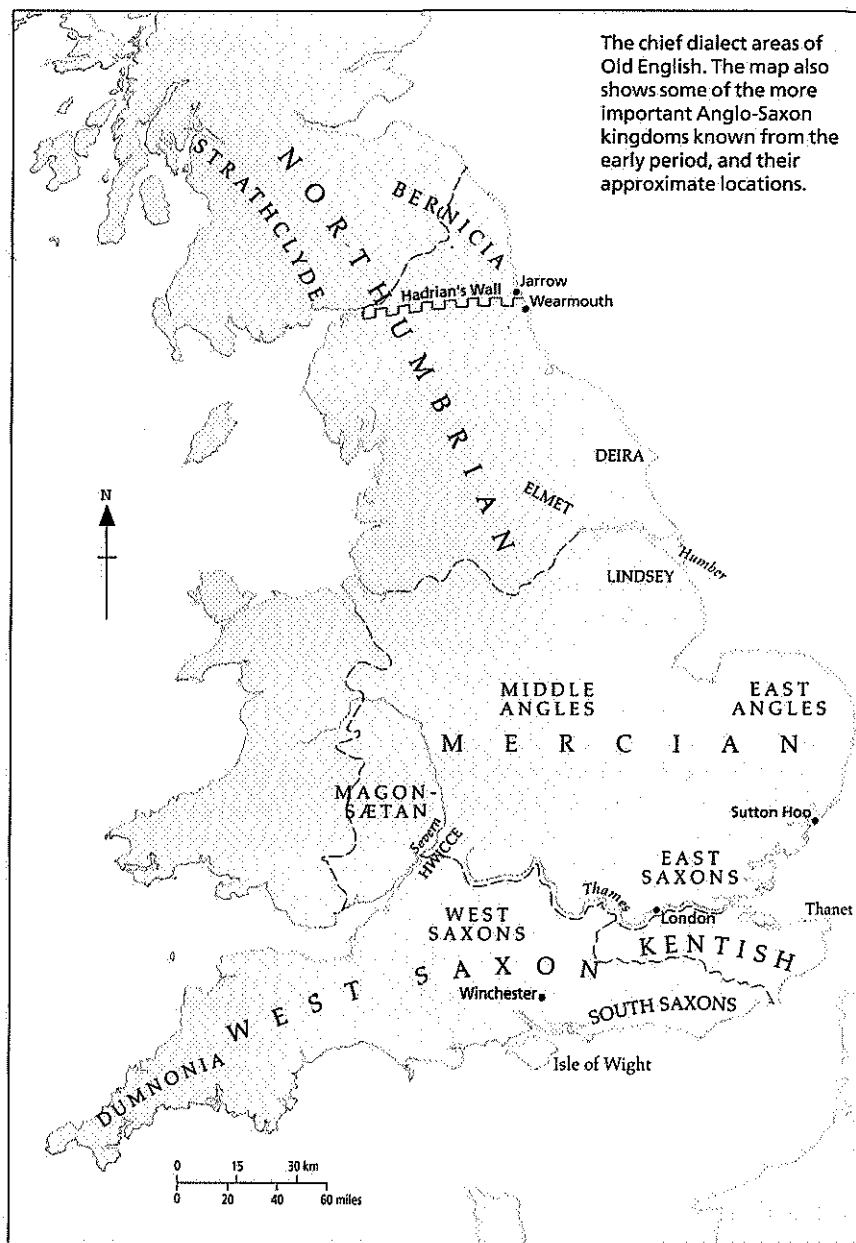 The chief dialect areas of
Old English. The map also
shows some of the more
important Anglo-Saxon
kingdoms known from the
early period, and their
approximate locations.
NORTHUMBRIAN
STRATHCLYDE
BERNICIA
Jarrow
Hadrian's Wall
Wearmouth
DEIRA
ELMET
N
Humber
LINDSEY
MIDDLE
ANGLES
EAST
ANGLES
MERCIAN
MAGON-
SÆTAN
Severn
HWICCE
Sutton Hoo
EAST
SAXONS
Thames
London
Thanet
WEST
SAXONS
KENTISH
WEST SAXON
Winchester
SOUTH SAXONS
Isle of Wight
DUMNONIA
0 15 30 km
0 20 40 60 miles